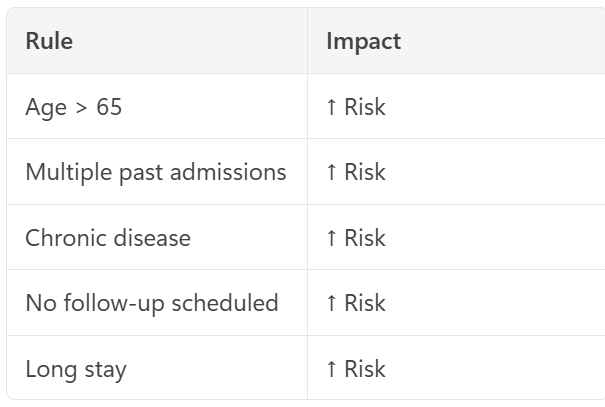 Rule Impact
Age > 65 ↑ Risk
Multiple past admissions ↑ Risk
Chronic disease ↑ Risk
No follow-up scheduled ↑ Risk
Long stay ↑ Risk